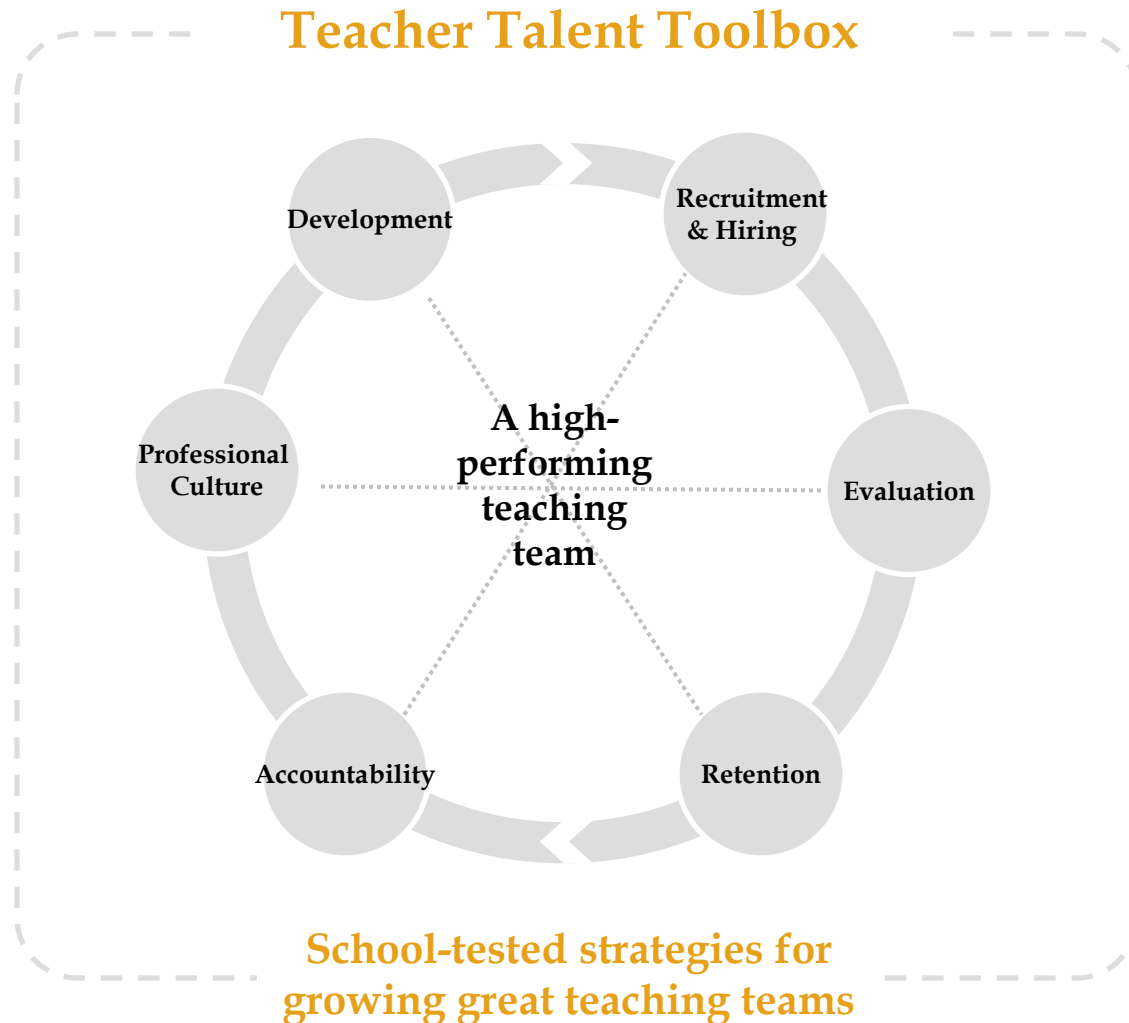 Teacher Talent Toolbox
Development
Recruitment
& Hiring
A high-
performing
teaching
team
Professional
Culture
Evaluation
Accountability
Retention
School-tested strategies for
growing great teaching teams